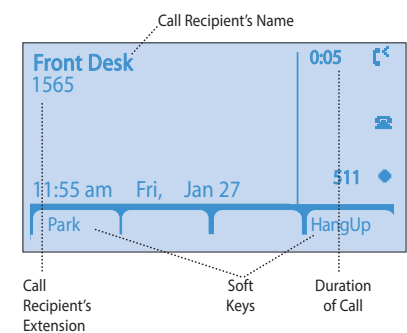 Call Recipient's Name
Front Desk
0:05
1565
511
11:55 am Fri, Jan 27
Park
HangUp
Call Recipient's Extension
Soft Keys
Duration of Call